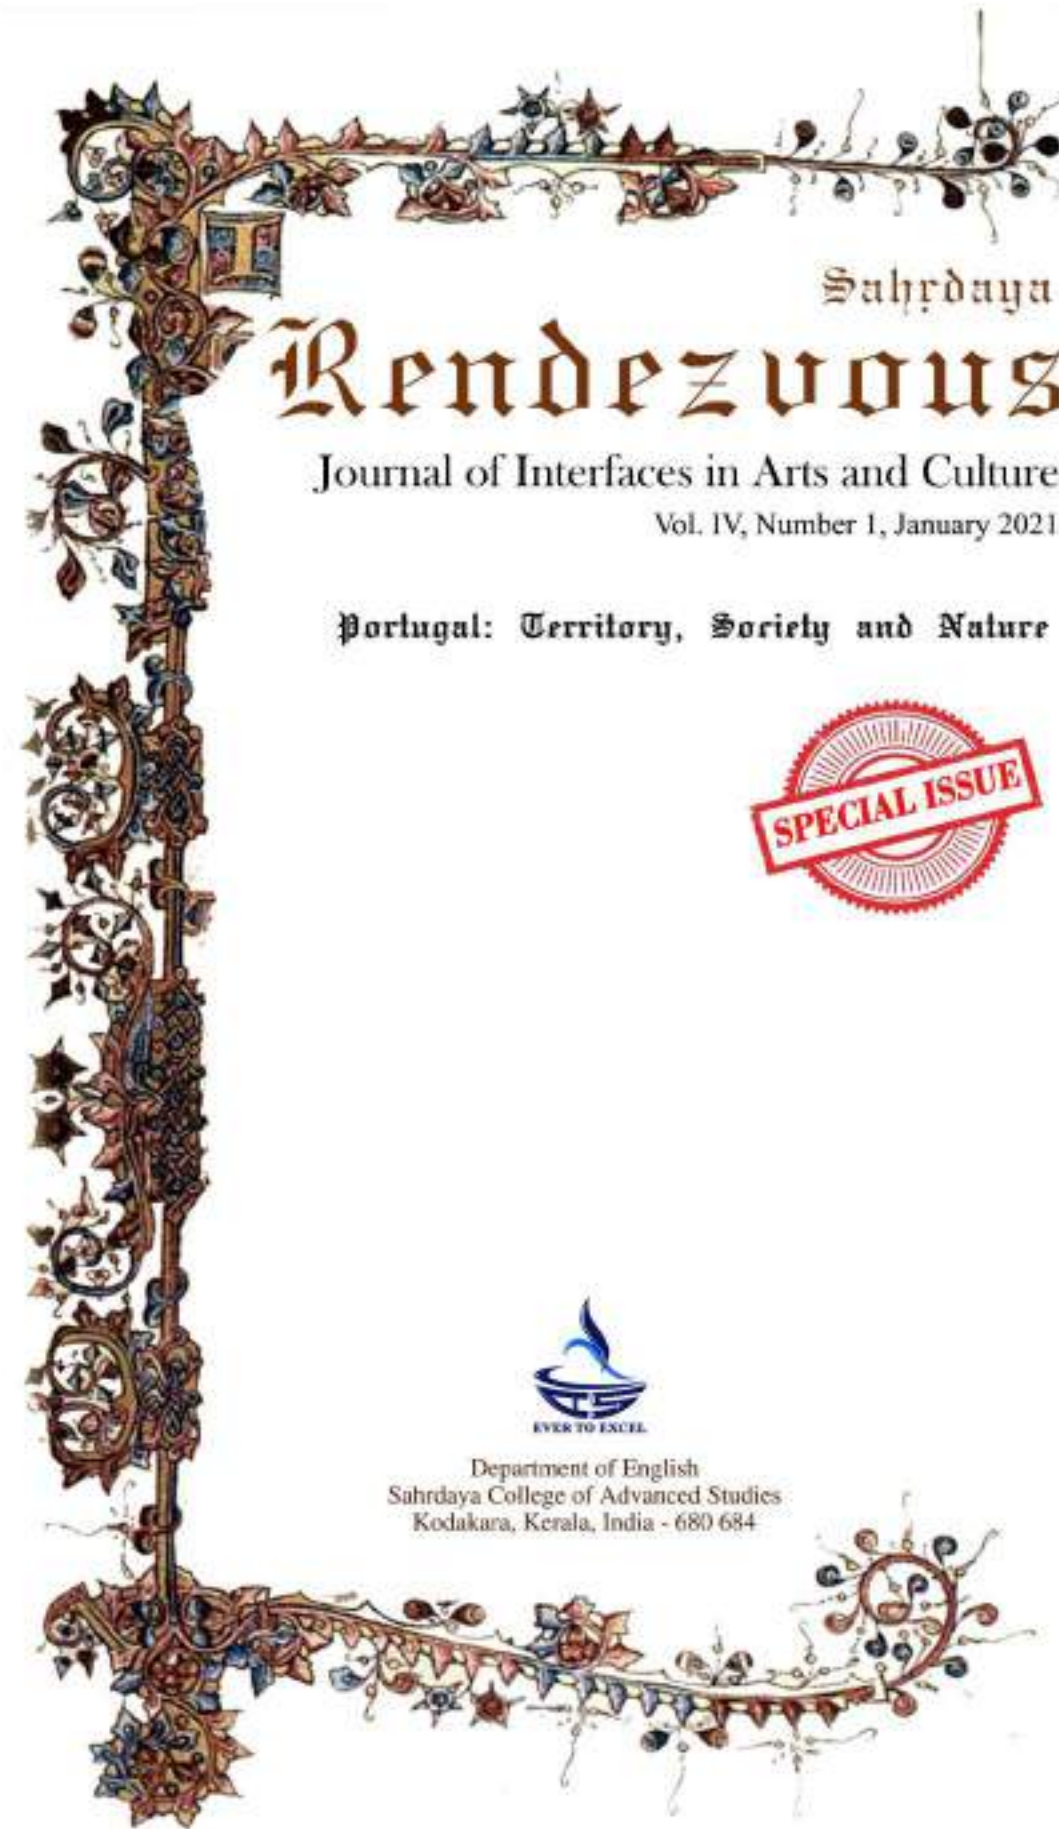 Sahṛdaya
Rendezvous
Journal of Interfaces in Arts and Culture
Vol. IV, Number 1, January 2021
Portugal: Territory, Society and Nature
SPECIAL ISSUE
EVER TO EXCEL
Department of English
Sahrdaya College of Advanced Studies
Kodakara, Kerala, India - 680 684